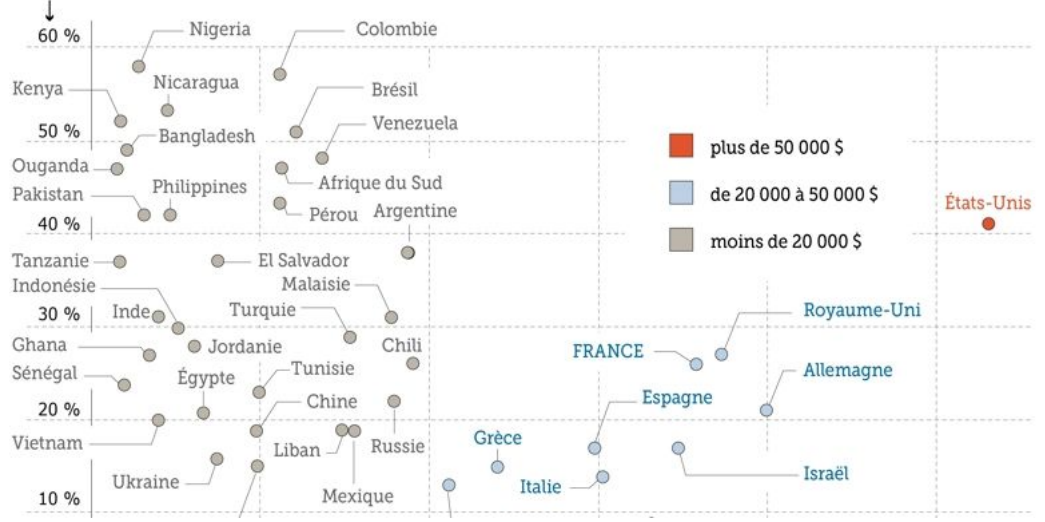 60 %
Nigeria
Colombie
Kenya
Nicaragua
Brésil
50 %
Bangladesh
Venezuela
plus de 50 000 $
Ouganda
Afrique du Sud
Pakistan
Philippines
de 20 000 à 50 000 $
Pérou
Argentine
États-Unis
40 %
moins de 20 000 $
Tanzanie
El Salvador
Indonésie
Malaisie
30 %
Inde
Turquie
Royaume-Uni
Ghana
Jordanie
Chili
FRANCE
Sénégal
Égypte
Tunisie
Allemagne
20 %
Chine
Espagne
Vietnam
Liban
Russie
Grèce
Ukraine
Mexique
Italie
Israël
10 %